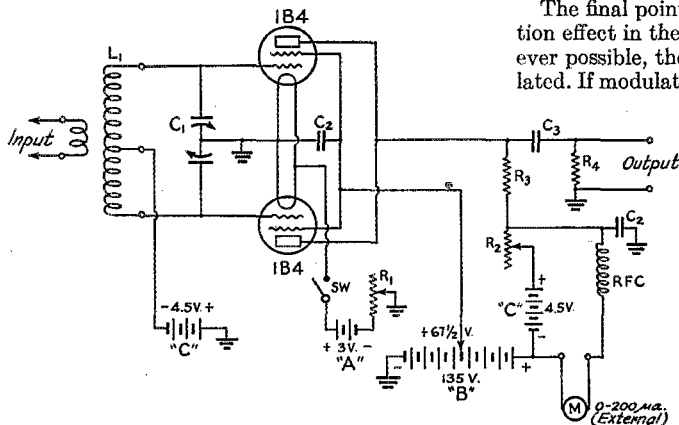 The final poin
tion effect in the
ever possible, the
lated. If modulat
1B4
L1
C1
C2
Input
C3
R3
R4
Output
1B4
SW
R1
R2
C2
RFC
- 4.5V. +
"C"
+ 3V. -
"A"
+67½ V.
+
"C" 4.5V.
-
- +
135 V.
"B"
M 0-200 µa.
(External)